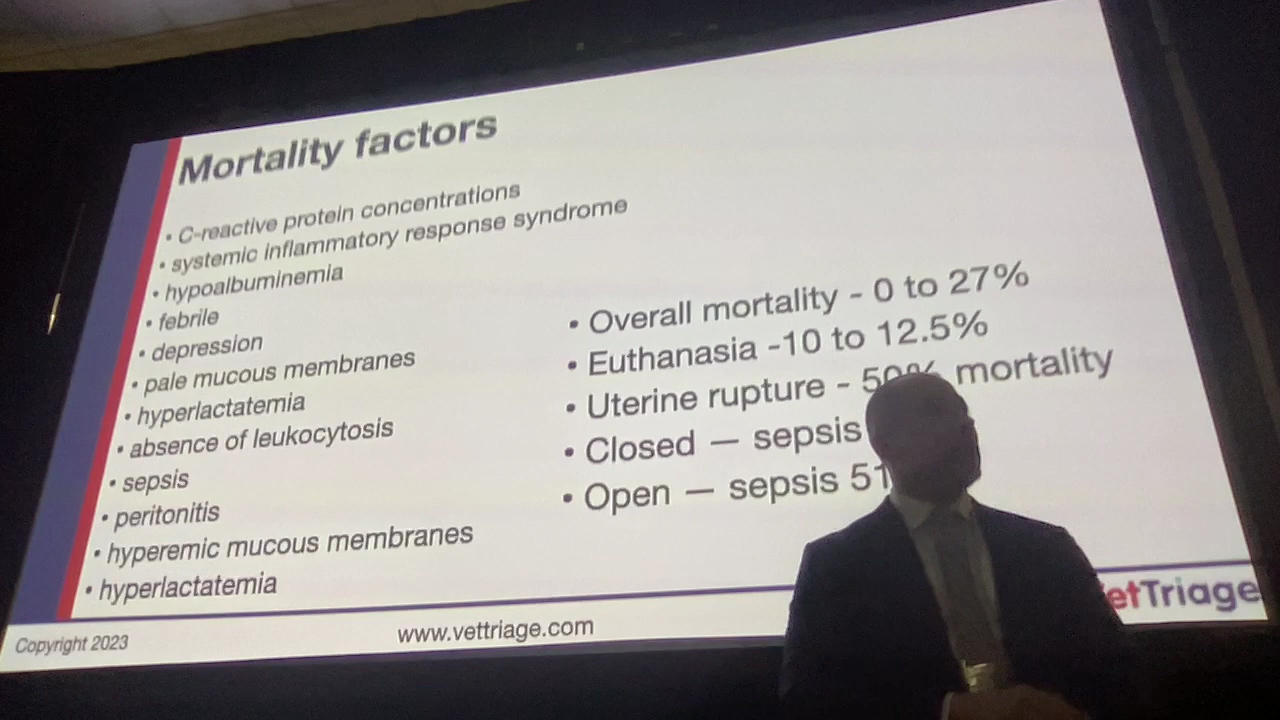 Mortality factors
• C-reactive protein concentrations
• systemic inflammatory response syndrome
• hypoalbuminemia
• febrile
• depression
• pale mucous membranes
• hyperlactatemia
• absence of leukocytosis
• sepsis
• peritonitis
• hyperemic mucous membranes
• hyperlactatemia
• Overall mortality - 0 to 27%
• Euthanasia -10 to 12.5%
• Uterine rupture - 50% mortality
• Closed — sepsis
• Open — sepsis
Copyright 2023
www.vettriage.com
etTriage